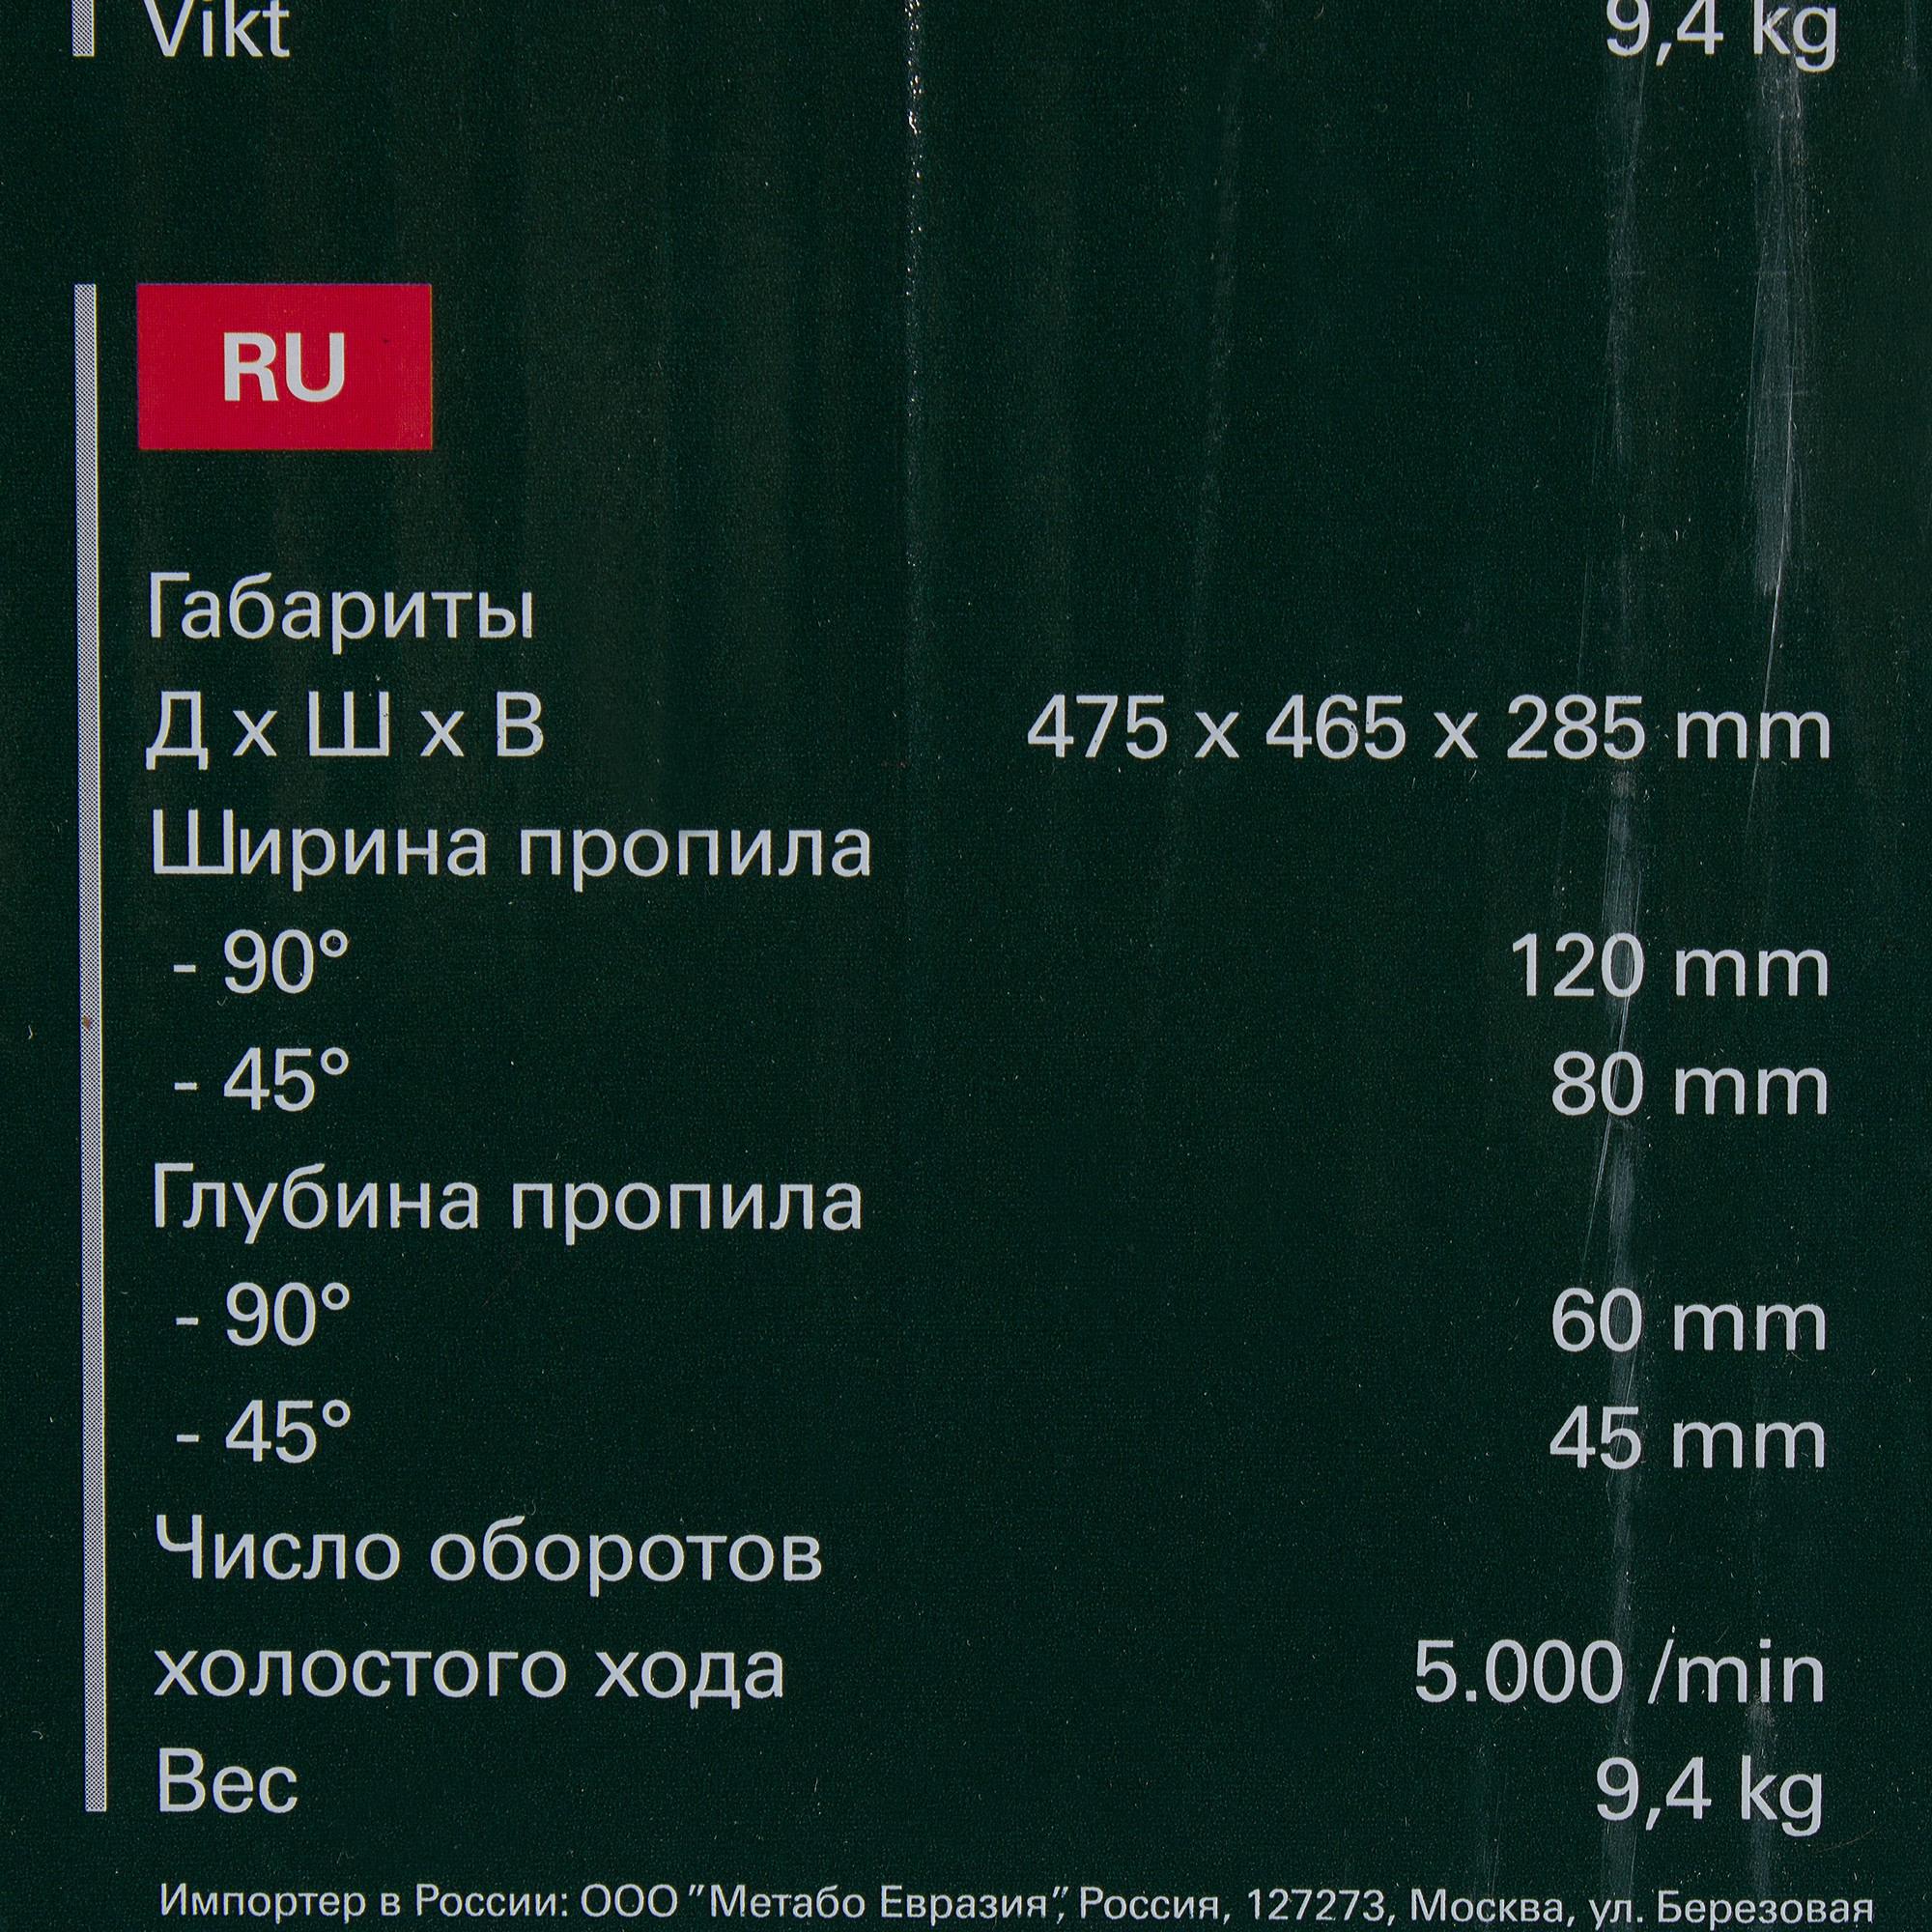 Vikt 9,4 kg
RU
Габариты
Д x Ш x В 475 x 465 x 285 mm
Ширина пропила
- 90° 120 mm
- 45° 80 mm
Глубина пропила
- 90° 60 mm
- 45° 45 mm
Число оборотов
холостого хода 5.000 /min
Вес 9,4 kg
Импортер в России: ООО "Метабо Евразия", Россия, 127273, Москва, ул. Березовая